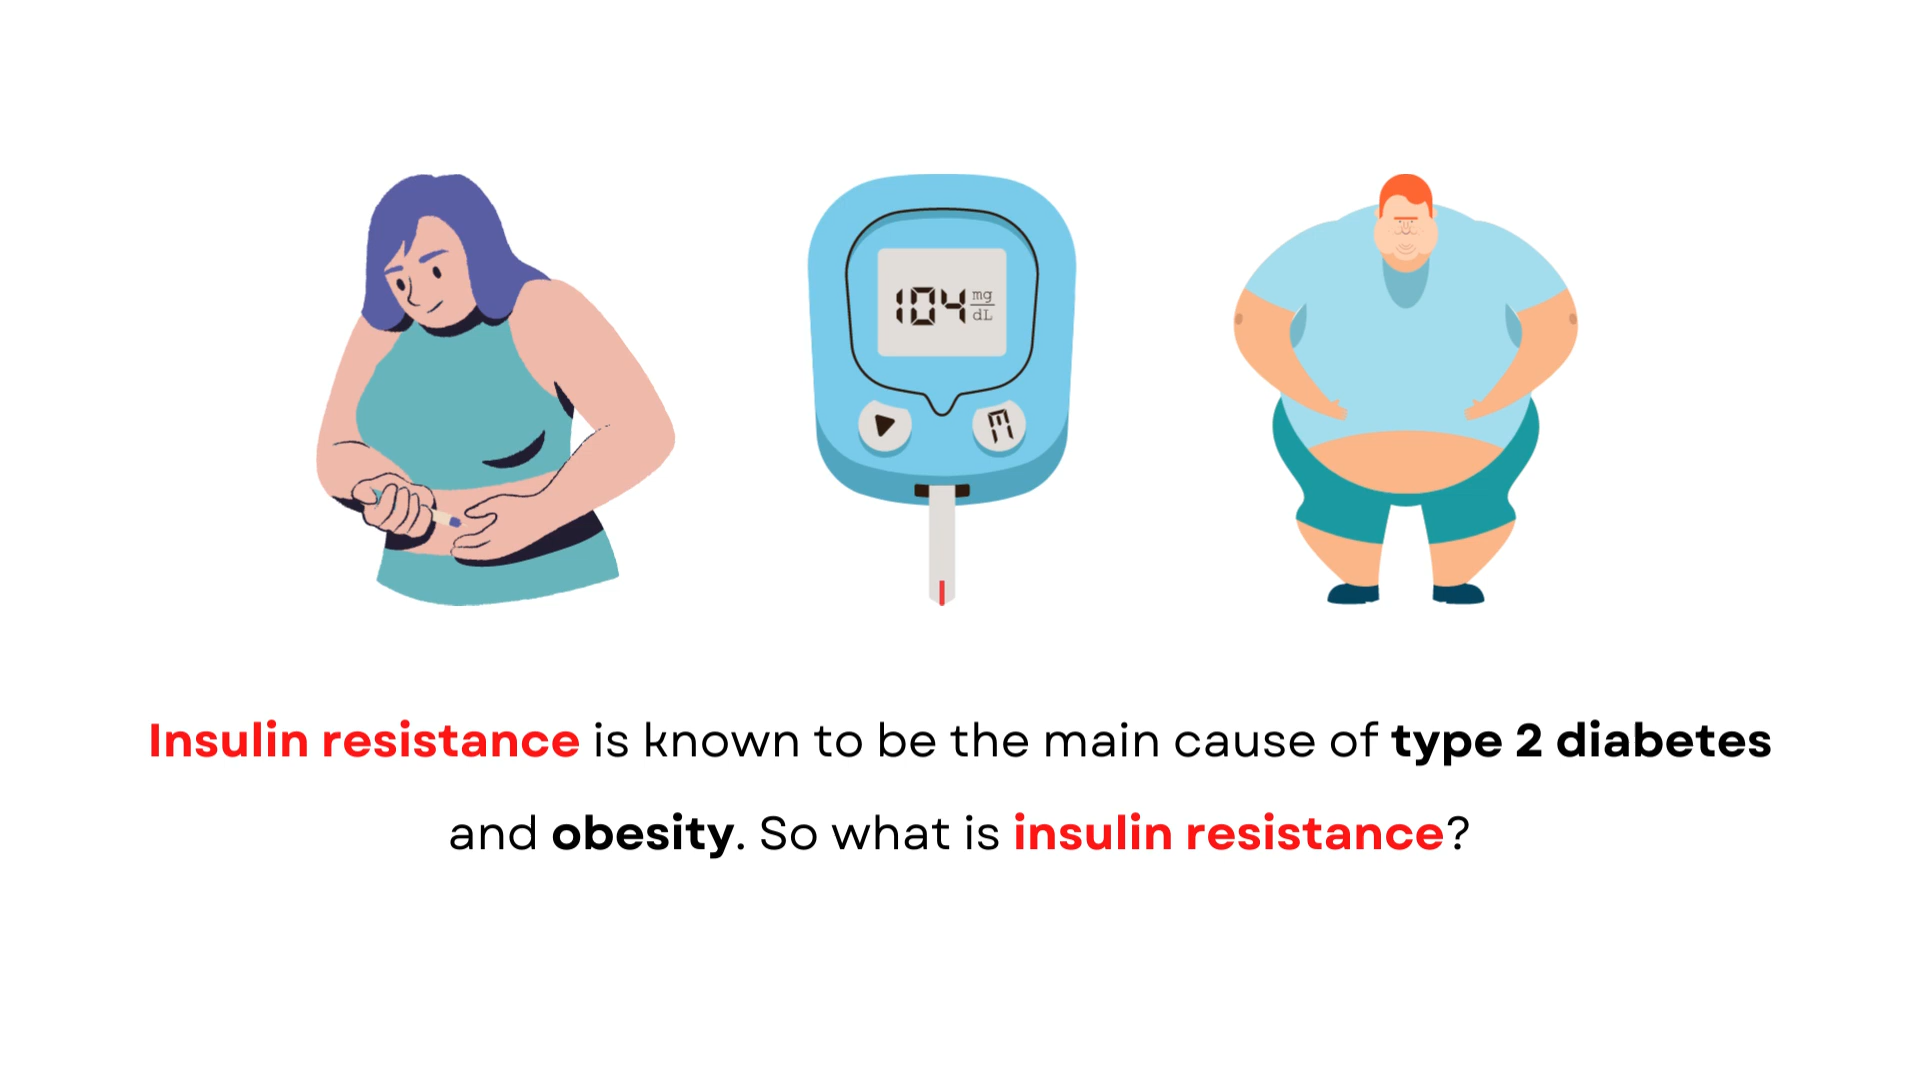 104 mg/dL
M
Insulin resistance is known to be the main cause of type 2 diabetes
and obesity. So what is insulin resistance?